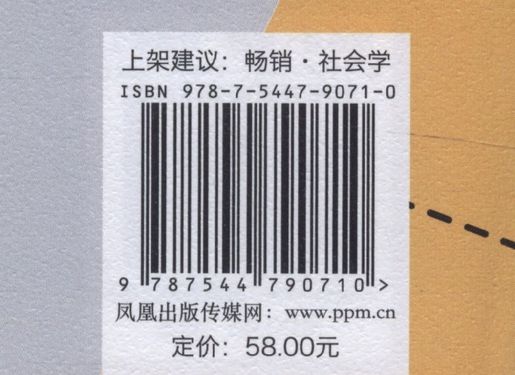 上架建议：畅销·社会学
ISBN 978-7-5447-9071-0
9 787544 790710 >
凤凰出版传媒网：www.ppm.cn
定价：58.00元